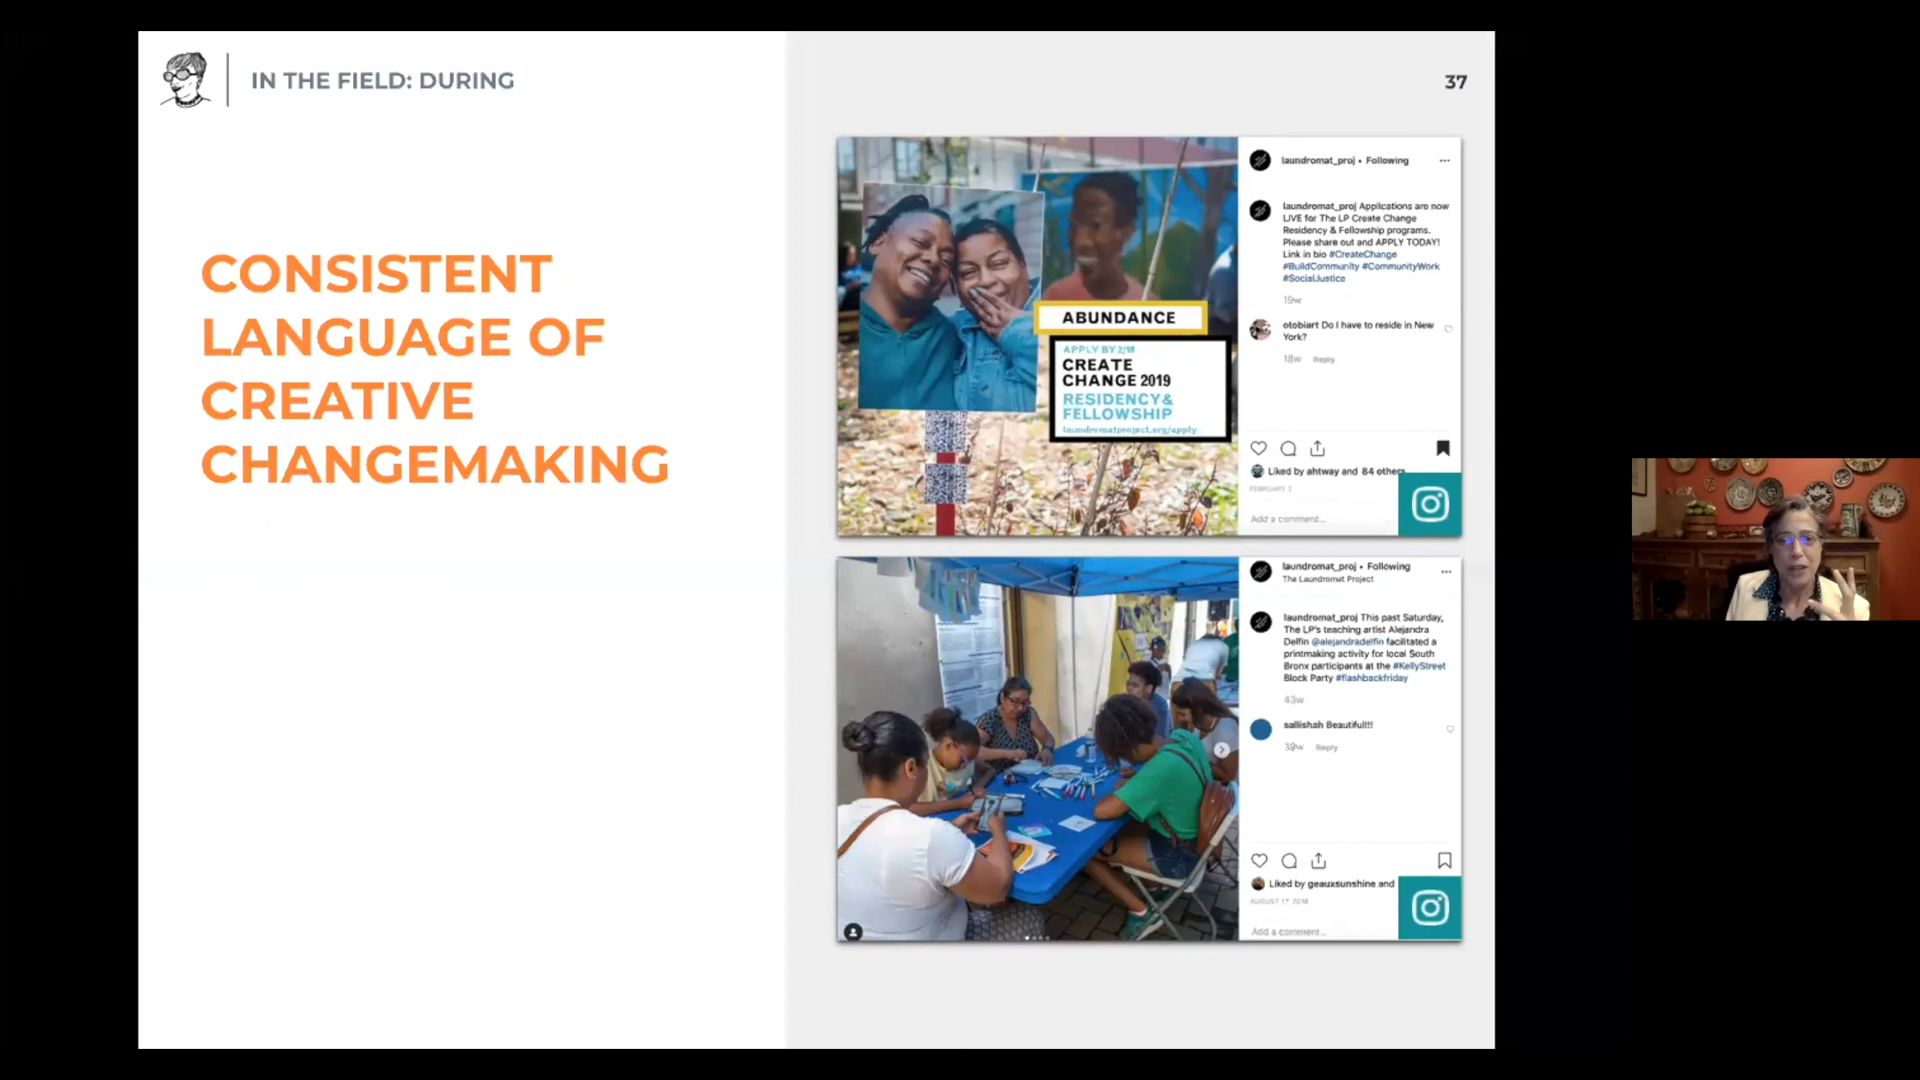 IN THE FIELD: DURING
37
CONSISTENT
LANGUAGE OF
CREATIVE
CHANGEMAKING
ABUNDANCE
APPLY BY 2/18
CREATE
CHANGE 2019
RESIDENCY &
FELLOWSHIP
laundromatproject.org/apply
laundromat_proj • Following
laundromat_proj Applications are now
LIVE for The LP Create Change
Residency & Fellowship programs.
Please share out and APPLY TODAY!
Link in bio #CreateChange
#BuildCommunity #CommunityWork
#SocialJustice
19w
otobiart Do I have to reside in New
York?
18w Reply
Liked by ahtway and 84 others
FEBRUARY
Add a comment...
laundromat_proj • Following
The Laundromat Project
laundromat_proj This past Saturday,
The LP's teaching artist Alejandra
Delfin @alejandradelfin facilitated a
printmaking activity for local South
Bronx participants at the #KellyStreet
Block Party #flashbackfriday
43w
sallishah Beautiful!!!
39w Reply
Liked by geauxsunshine and
AUGUST 17, 2018
Add a comment...